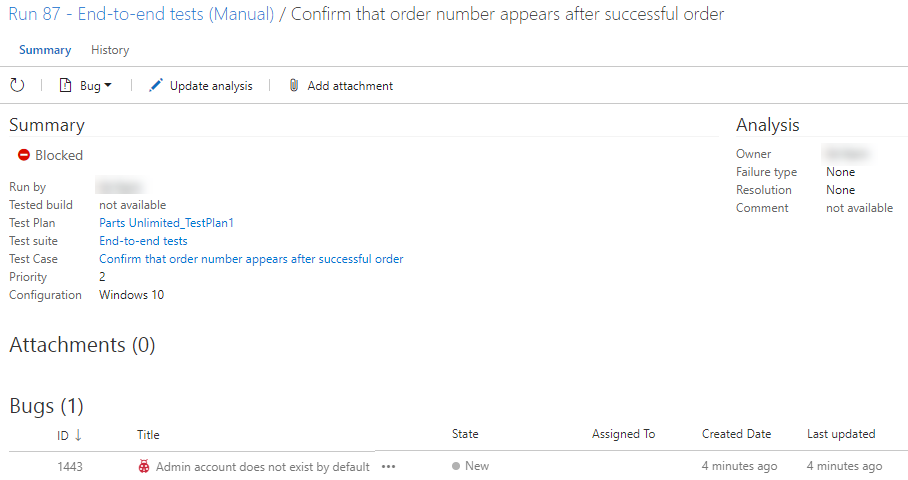 Run 87 - End-to-end tests (Manual) / Confirm that order number appears after successful order
Summary History
Bug Update analysis Add attachment
Summary
Blocked
Run by
Tested build not available
Test Plan Parts Unlimited_TestPlan1
Test suite End-to-end tests
Test Case Confirm that order number appears after successful order
Priority 2
Configuration Windows 10
Analysis
Owner
Failure type None
Resolution None
Comment not available
Attachments (0)
Bugs (1)
ID ↓ Title State Assigned To Created Date Last updated
1443 Admin account does not exist by default ••• New 4 minutes ago 4 minutes ago